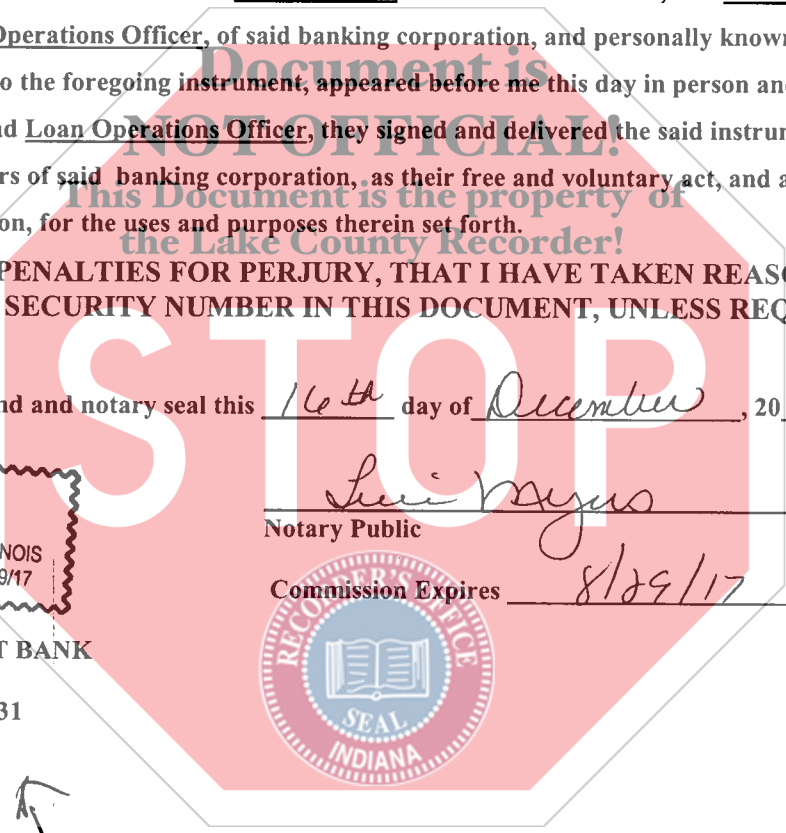 Operations Officer, of said banking corporation, and personally known
Document is
o the foregoing instrument, appeared before me this day in person and
nd Loan Operations Officer, they signed and delivered the said instrum
NOT OFFICIAL!
rs of said banking corporation, as their free and voluntary act, and a
This Document is the property of
on, for the uses and purposes therein set forth.
the Lake County Recorder!
PENALTIES FOR PERJURY, THAT I HAVE TAKEN REASO
SECURITY NUMBER IN THIS DOCUMENT, UNLESS REQ
STOP
nd and notary seal this 16th day of December, 20
Myers
Notary Public
NOIS
9/17
Commission Expires 8/29/17
RECORDER'S OFFICE
SEAL
INDIANA
T BANK
31